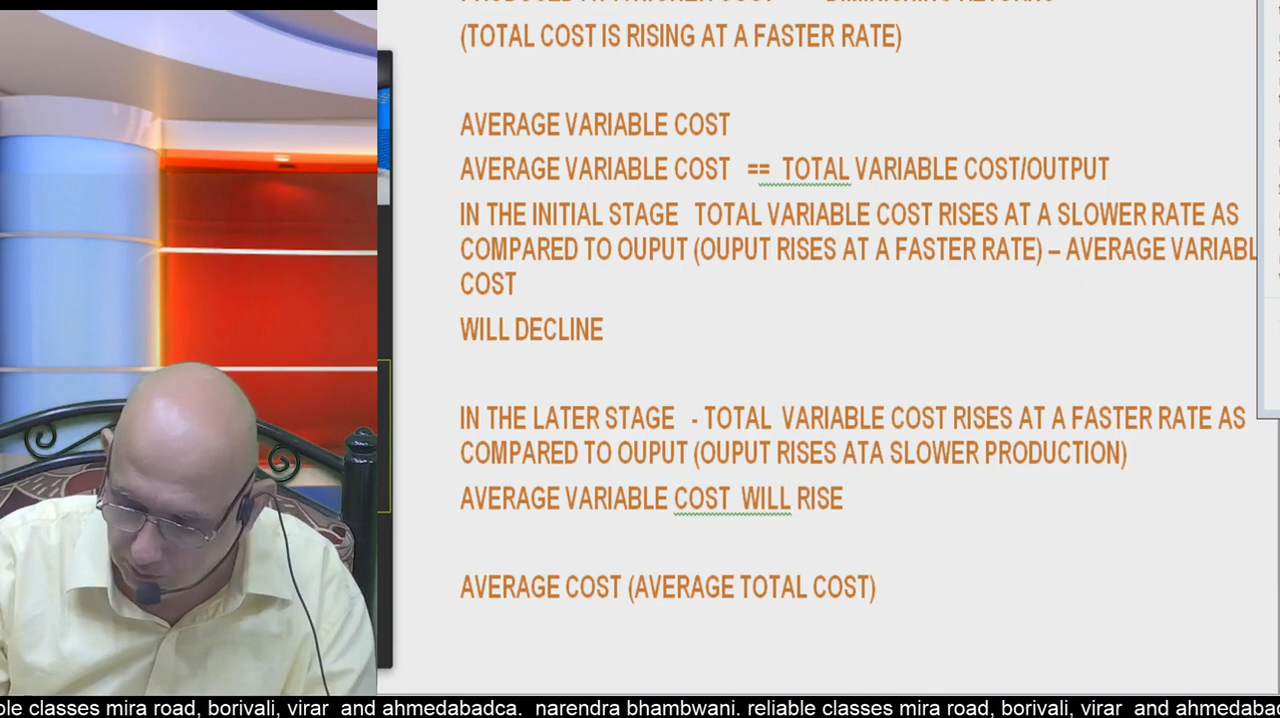 (TOTAL COST IS RISING AT A FASTER RATE)
AVERAGE VARIABLE COST
AVERAGE VARIABLE COST == TOTAL VARIABLE COST/OUTPUT
IN THE INITIAL STAGE TOTAL VARIABLE COST RISES AT A SLOWER RATE AS
COMPARED TO OUPUT (OUPUT RISES AT A FASTER RATE) – AVERAGE VARIABL
COST
WILL DECLINE
IN THE LATER STAGE - TOTAL VARIABLE COST RISES AT A FASTER RATE AS
COMPARED TO OUPUT (OUPUT RISES ATA SLOWER PRODUCTION)
AVERAGE VARIABLE COST WILL RISE
AVERAGE COST (AVERAGE TOTAL COST)
ble classes mira road, borivali, virar and ahmedabadca. narendra bhambwani. reliable classes mira road, borivali, virar and ahmedabad